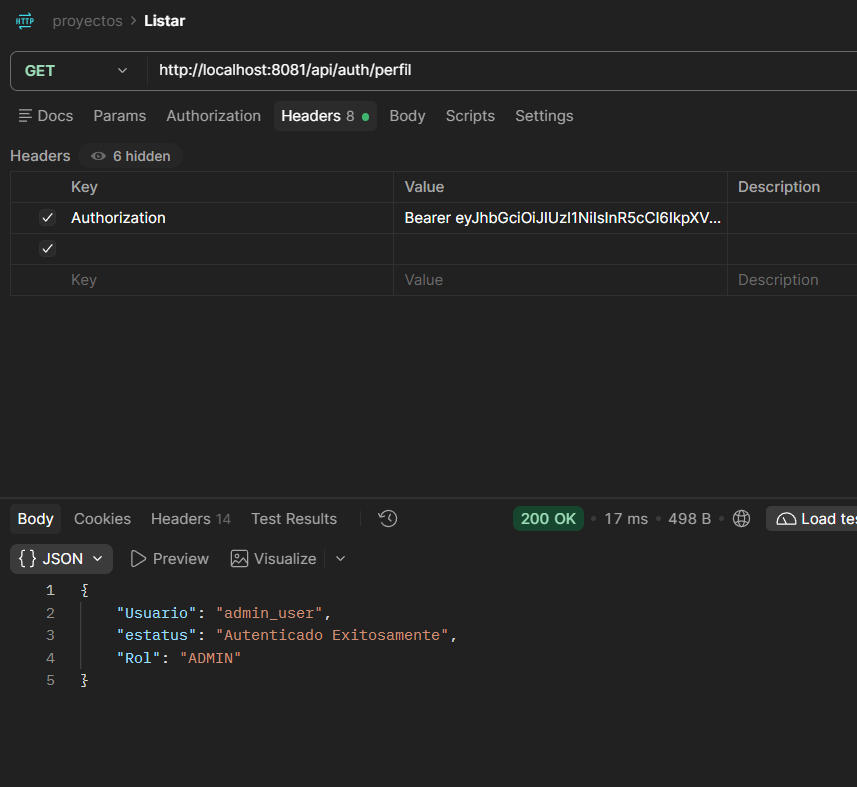 HTTP proyectos > Listar
GET http://localhost:8081/api/auth/perfil
Docs Params Authorization Headers 8 Body Scripts Settings
Headers 6 hidden
Key Value Description
Authorization Bearer eyJhbGciOiJIUzI1NiIsInR5cCI6IkpXV...
Key Value Description
Body Cookies Headers 14 Test Results 200 OK • 17 ms • 498 B • Load tes
{} JSON Preview Visualize
1 {
2 "Usuario": "admin_user",
3 "estatus": "Autenticado Exitosamente",
4 "Rol": "ADMIN"
5 }